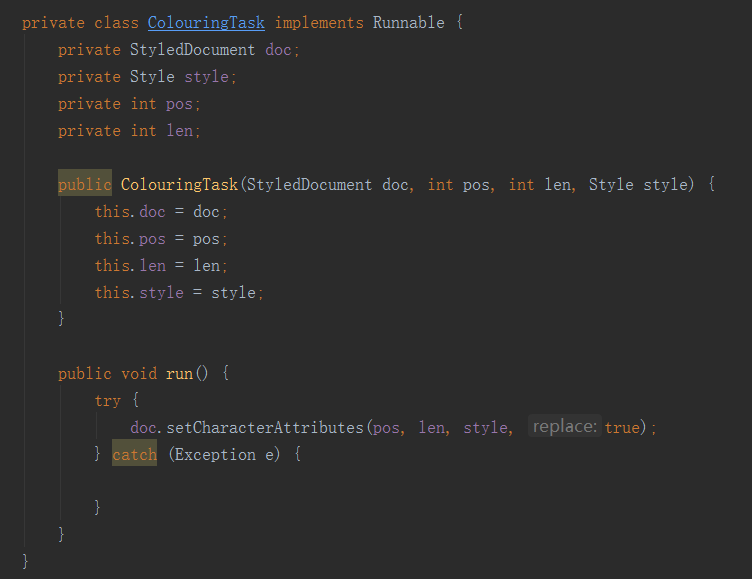 private class ColouringTask implements Runnable {
    private StyledDocument doc;
    private Style style;
    private int pos;
    private int len;

    public ColouringTask(StyledDocument doc, int pos, int len, Style style) {
        this.doc = doc;
        this.pos = pos;
        this.len = len;
        this.style = style;
    }

    public void run() {
        try {
            doc.setCharacterAttributes(pos, len, style, replace: true);
        } catch (Exception e) {

        }
    }
}